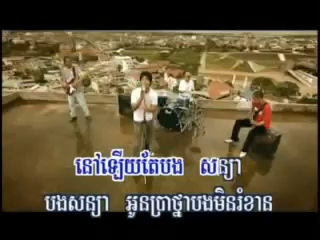 នៅឡើយតែបង សន្យា
បងសន្យា អូនប្រាថ្នាបងមិនរំខាន